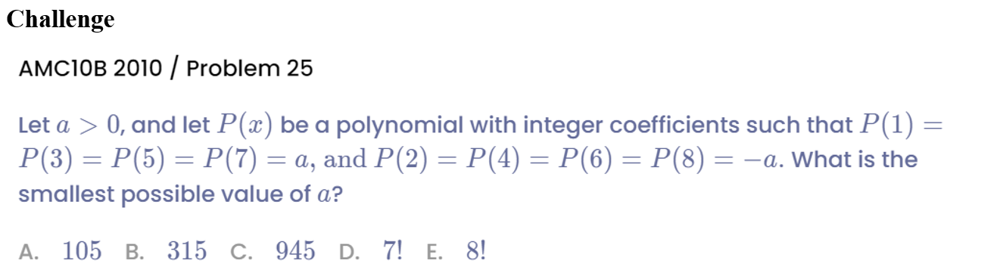 Challenge
AMC10B 2010 / Problem 25
Let a > 0, and let P(x) be a polynomial with integer coefficients such that P(1) =
P(3) = P(5) = P(7) = a, and P(2) = P(4) = P(6) = P(8) = −a. What is the
smallest possible value of a?
A. 105 B. 315 C. 945 D. 7! E. 8!